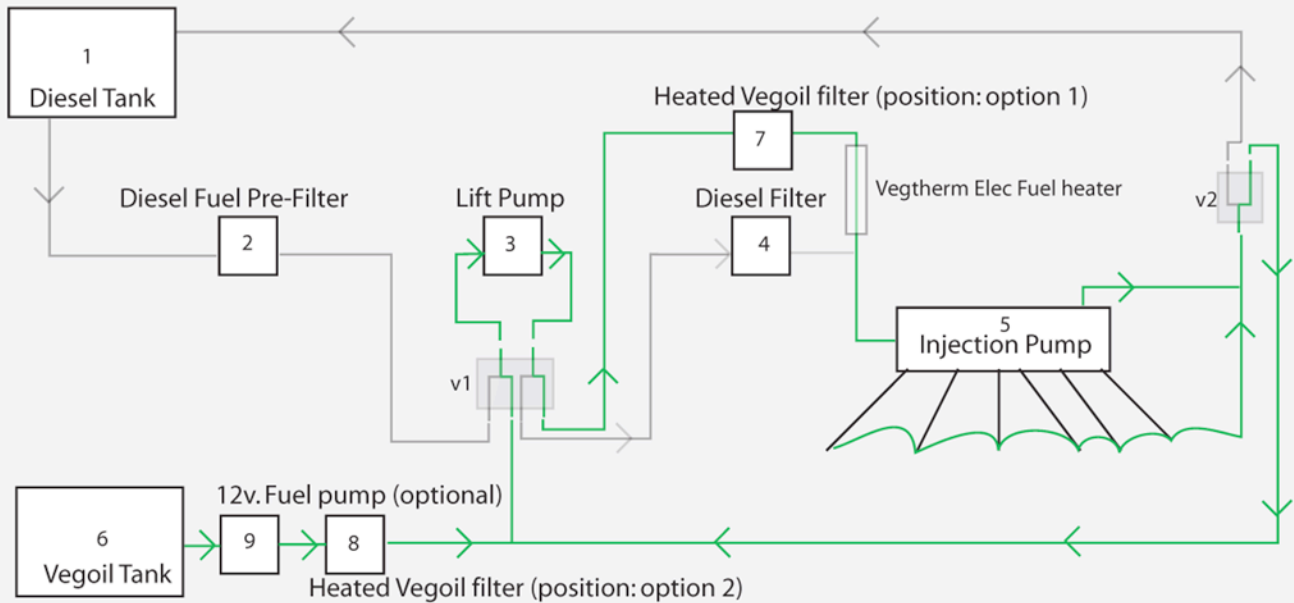 1
Diesel Tank
Heated Vegoil filter (position: option 1)
7
Diesel Fuel Pre-Filter
2
Lift Pump
3
Diesel Filter
4
Vegtherm Elec Fuel heater
v2
5
Injection Pump
v1
12v. Fuel pump (optional)
6
Vegoil Tank
9
8
Heated Vegoil filter (position: option 2)